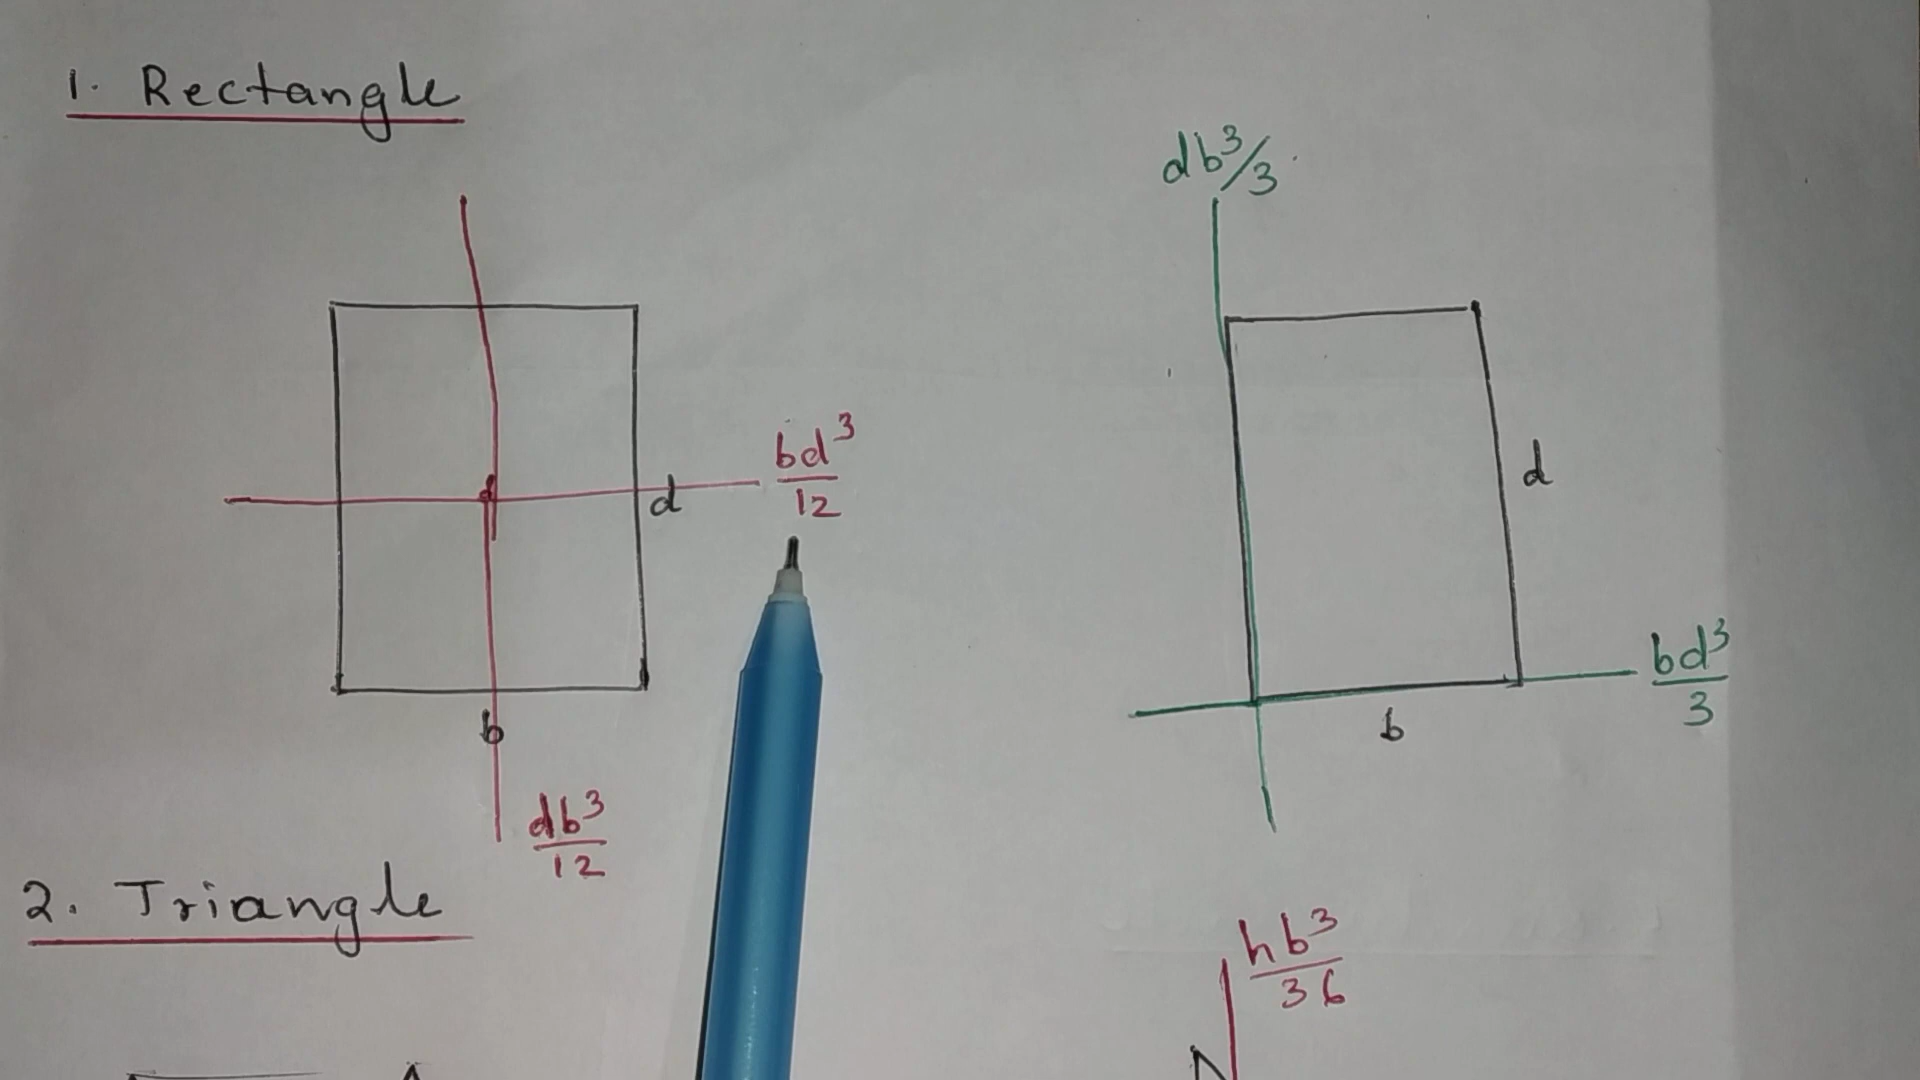 1. Rectangle
db³/3
bd³
12
d
b
db³
12
d
bd³
3
b
2. Triangle
hb³
36